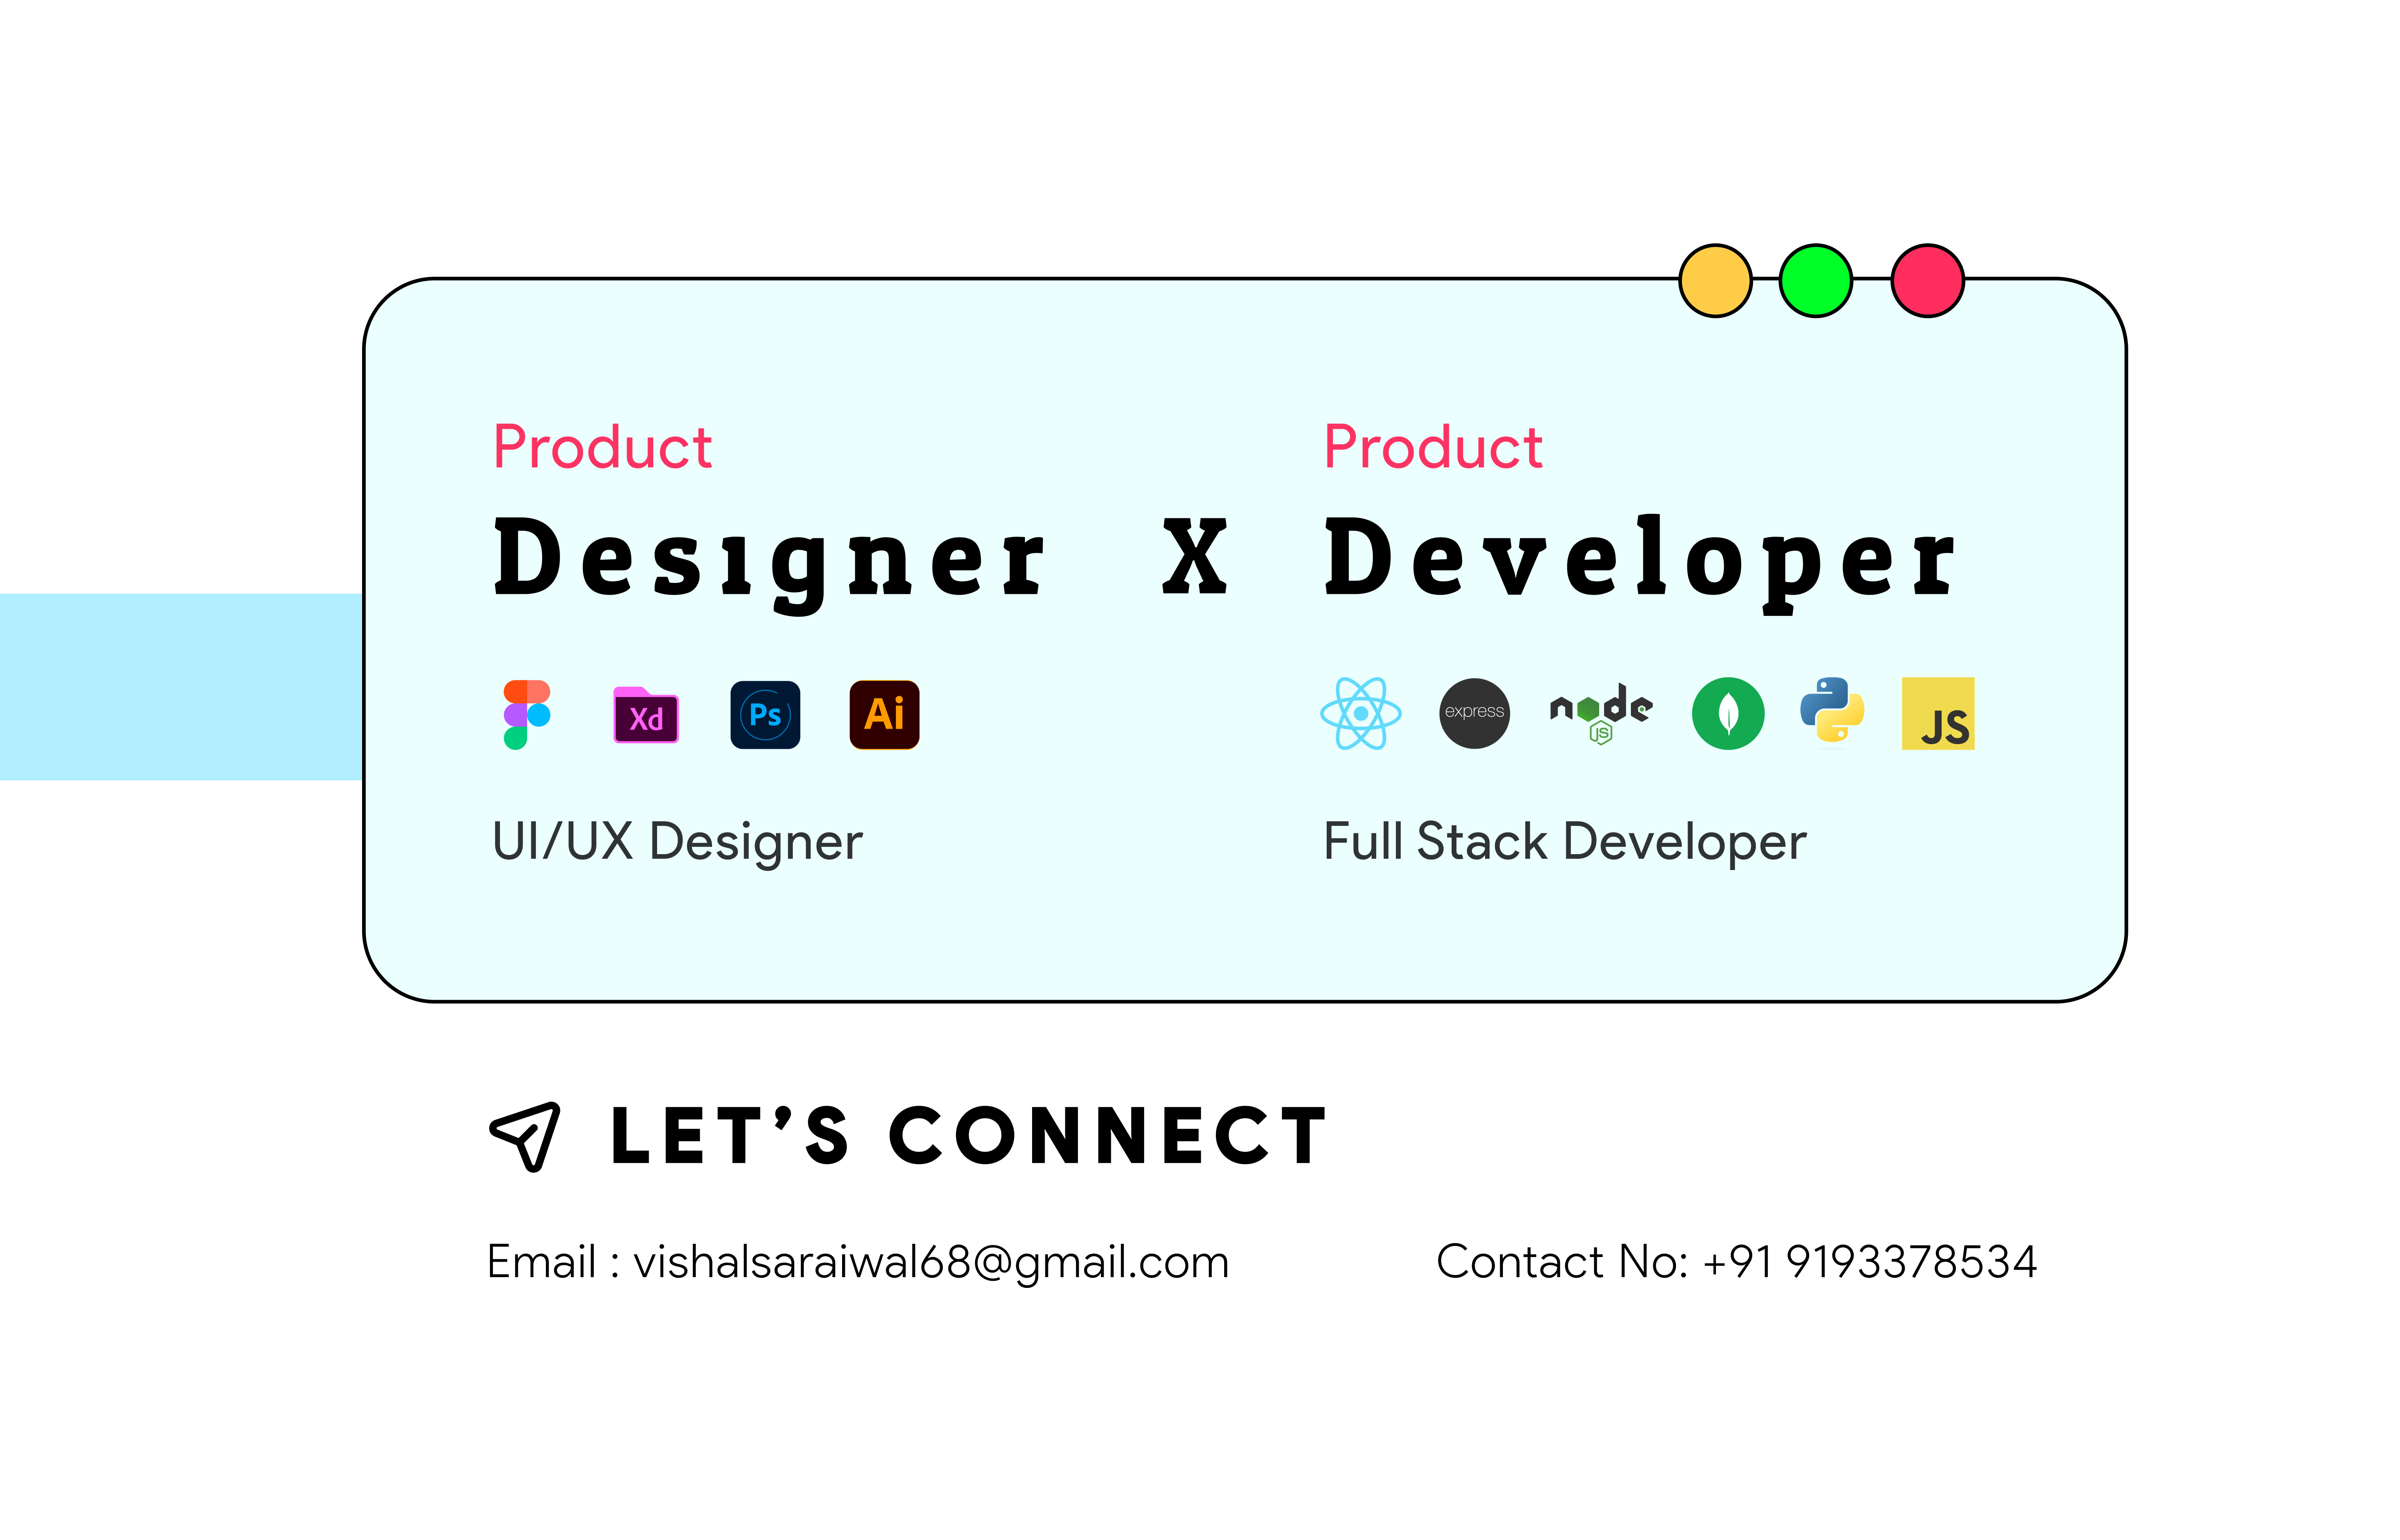 Product
Product
Desıgner X Developer
Xd
Ps
Ai
express
node
JS
JS
UI/UX Designer
Full Stack Developer
LET’S CONNECT
Email : vishalsaraiwal68@gmail.com
Contact No: +91 9193378534